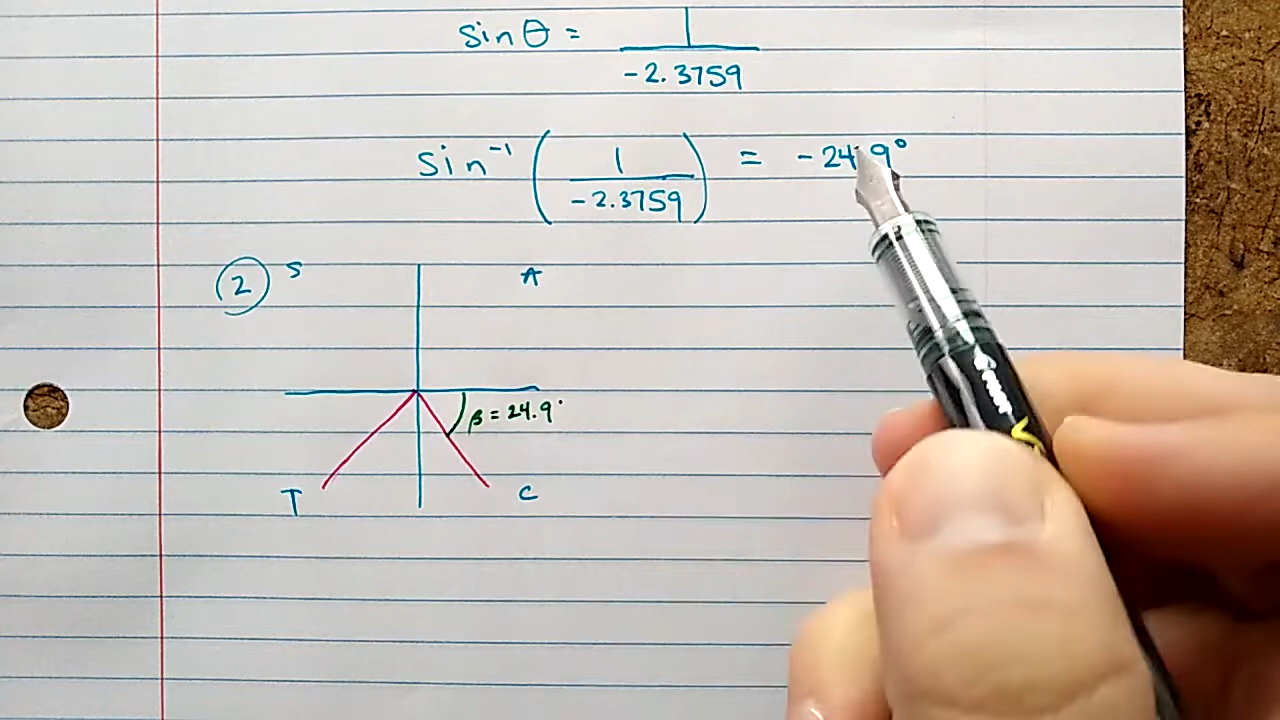 sin θ = 1 / -2.3759
sin⁻¹ ( 1 / -2.3759 ) = -24.9°
② S A
β = 24.9°
T C